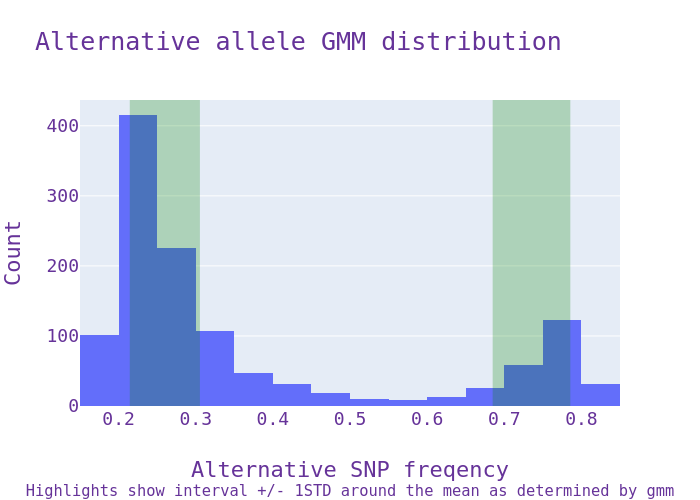 Alternative allele GMM distribution
Count
400
300
200
100
0
0.2 0.3 0.4 0.5 0.6 0.7 0.8
Alternative SNP freqency
Highlights show interval +/- 1STD around the mean as determined by gmm